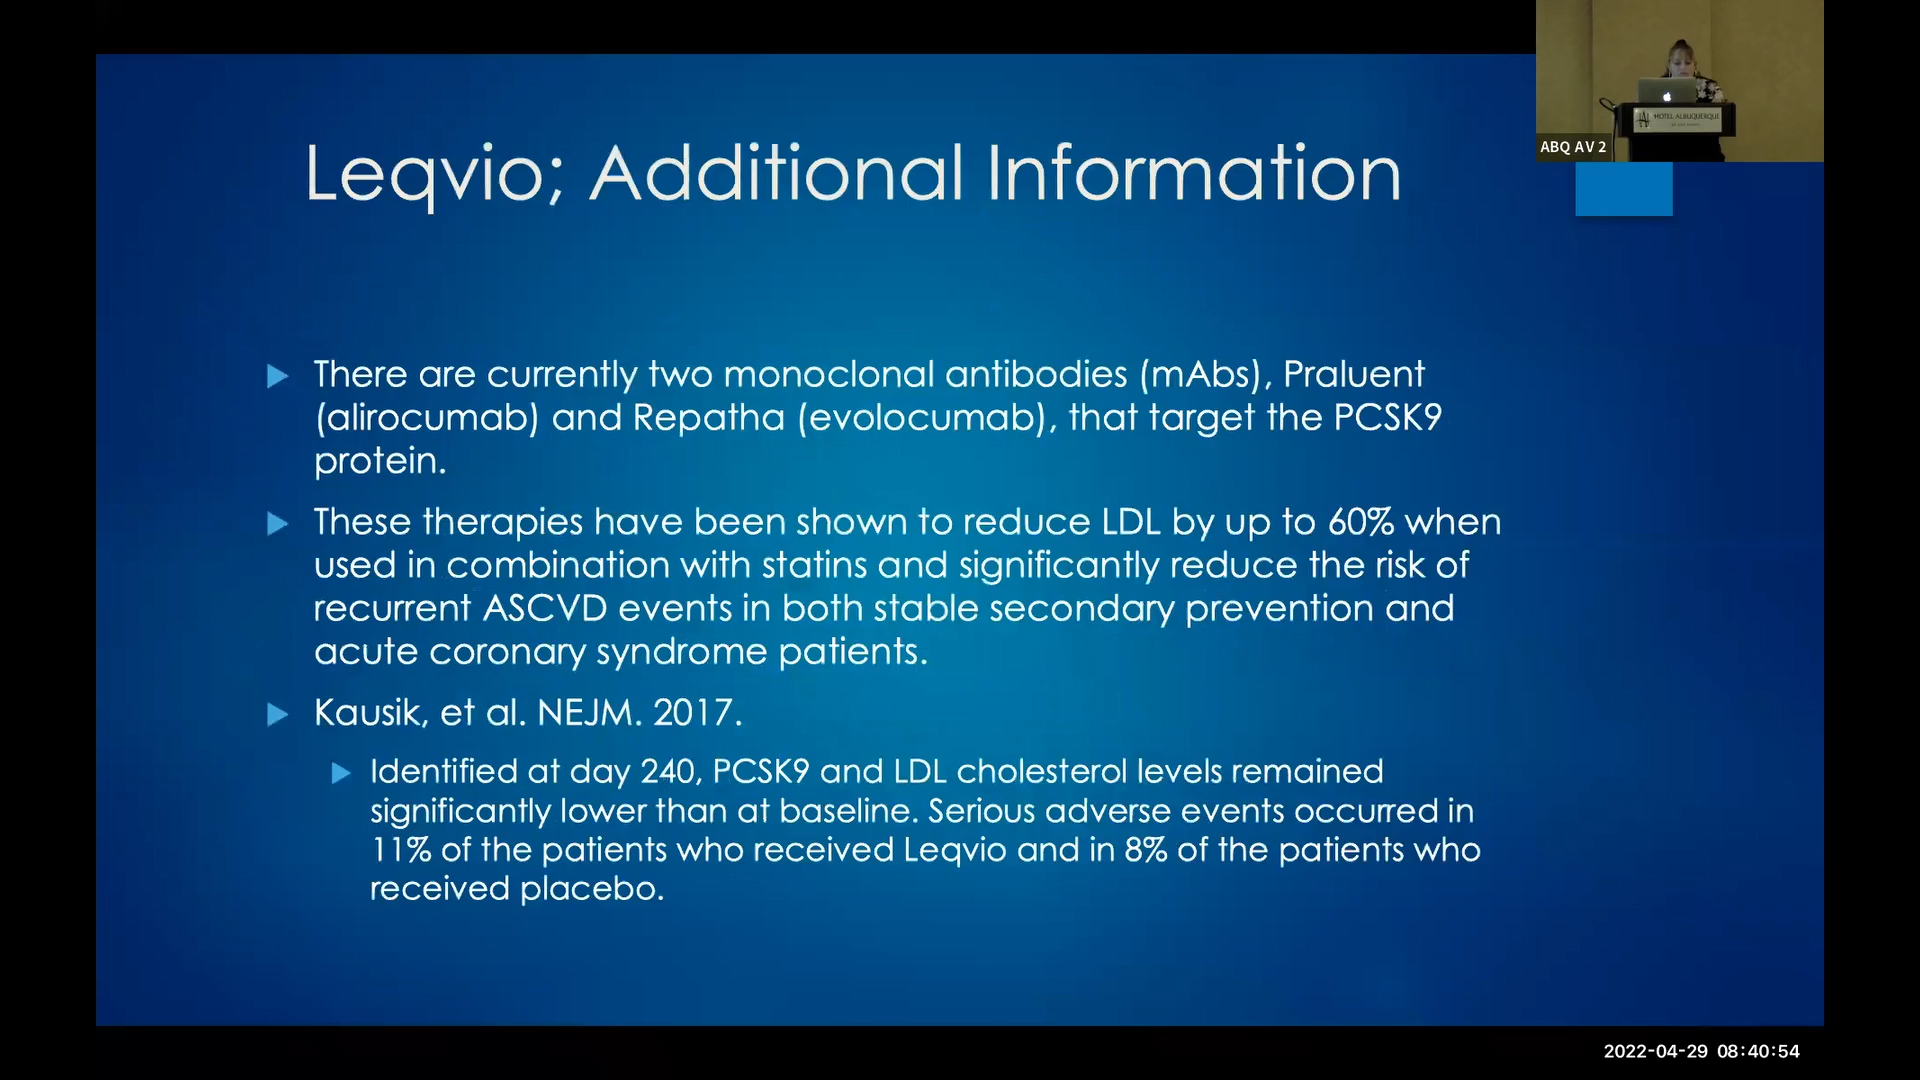 Leqvio; Additional Information
There are currently two monoclonal antibodies (mAbs), Praluent
(alirocumab) and Repatha (evolocumab), that target the PCSK9
protein.
These therapies have been shown to reduce LDL by up to 60% when
used in combination with statins and significantly reduce the risk of
recurrent ASCVD events in both stable secondary prevention and
acute coronary syndrome patients.
Kausik, et al. NEJM. 2017.
Identified at day 240, PCSK9 and LDL cholesterol levels remained
significantly lower than at baseline. Serious adverse events occurred in
11% of the patients who received Leqvio and in 8% of the patients who
received placebo.
HOTEL ALBUQUERQUE
ABQ AV 2
2022-04-29 08:40:54